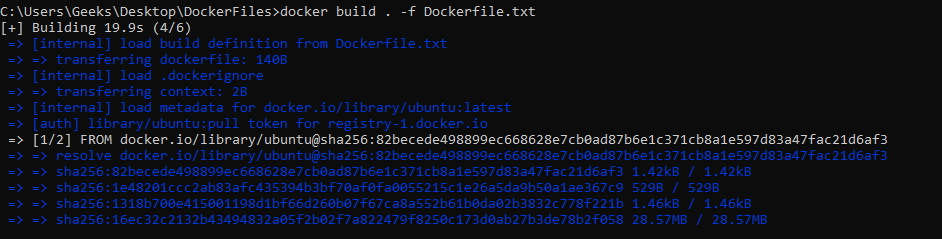 C:\Users\Geeks\Desktop\DockerFiles>docker build . -f Dockerfile.txt
[+] Building 19.9s (4/6)
=> [internal] load build definition from Dockerfile.txt
=> => transferring dockerfile: 140B
=> [internal] load .dockerignore
=> => transferring context: 2B
=> [internal] load metadata for docker.io/library/ubuntu:latest
=> [auth] library/ubuntu:pull token for registry-1.docker.io
=> [1/2] FROM docker.io/library/ubuntu@sha256:82becede498899ec668628e7cb0ad87b6e1c371cb8a1e597d83a47fac21d6af3
=> => resolve docker.io/library/ubuntu@sha256:82becede498899ec668628e7cb0ad87b6e1c371cb8a1e597d83a47fac21d6af3
=> => sha256:82becede498899ec668628e7cb0ad87b6e1c371cb8a1e597d83a47fac21d6af3 1.42kB / 1.42kB
=> => sha256:1e48201ccc2ab83afc435394b3bf70af0fa0055215c1e26a5da9b50a1ae367c9 529B / 529B
=> => sha256:1318b700e415001198d1bf66d260b07f67ca8a552b61b0da02b3832c778f221b 1.46kB / 1.46kB
=> => sha256:16ec32c2132b43494832a05f2b02f7a822479f8250c173d0ab27b3de78b2f058 28.57MB / 28.57MB